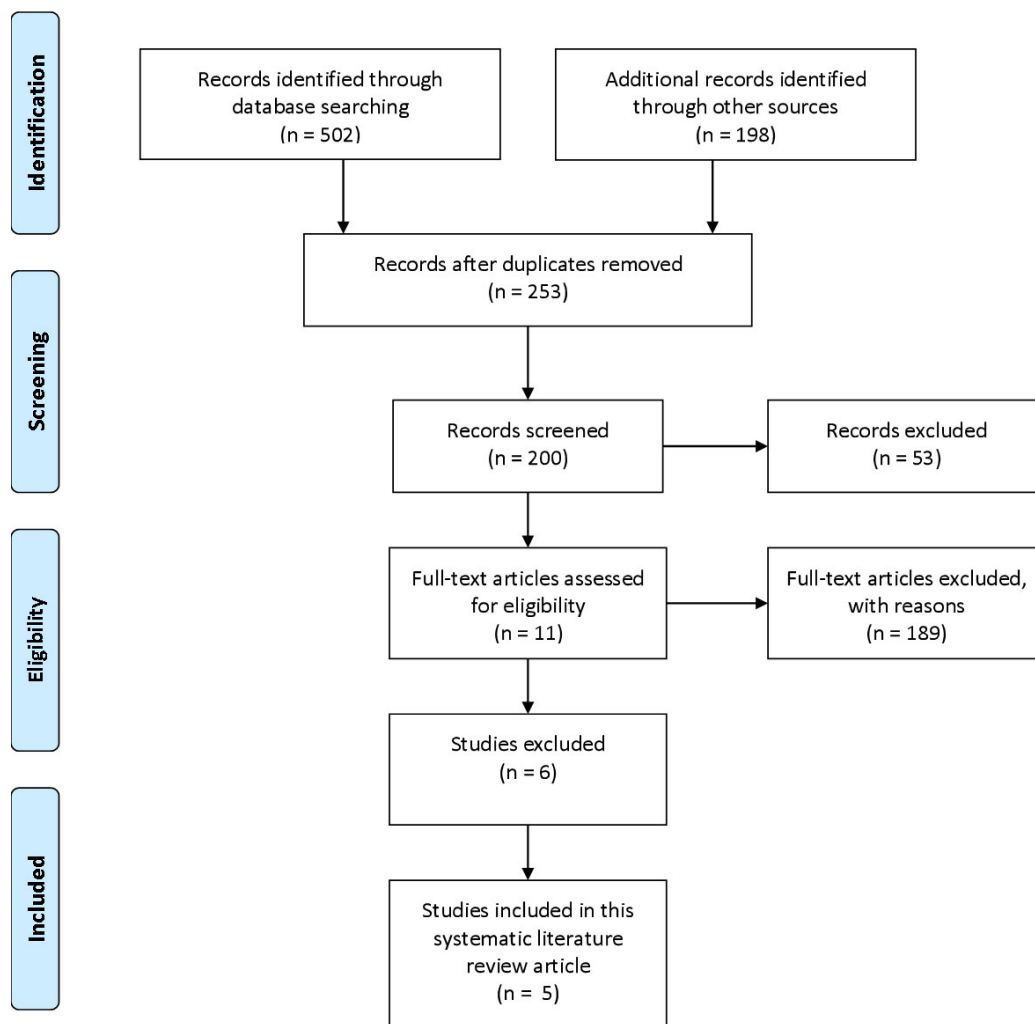 Identification
Records identified through
database searching
(n = 502)
Additional records identified
through other sources
(n = 198)
Screening
Records after duplicates removed
(n = 253)
Records screened
(n = 200)
Records excluded
(n = 53)
Eligibility
Full-text articles assessed
for eligibility
(n = 11)
Full-text articles excluded,
with reasons
(n = 189)
Studies excluded
(n = 6)
Included
Studies included in this
systematic literature
review article
(n = 5)